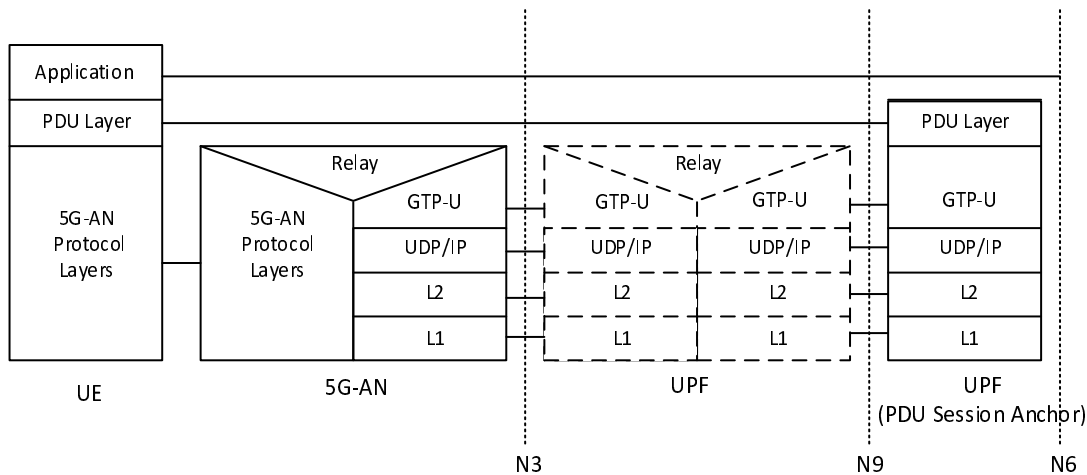 Application
PDU Layer
PDU Layer
Relay
Relay
5G-AN
Protocol
Layers
5G-AN
Protocol
Layers
GTP-U
GTP-U
GTP-U
GTP-U
UDP/IP
UDP/IP
UDP/IP
UDP/IP
L2
L2
L2
L2
L1
L1
L1
L1
UE
5G-AN
UPF
UPF
(PDU Session Anchor)
N3
N9
N6